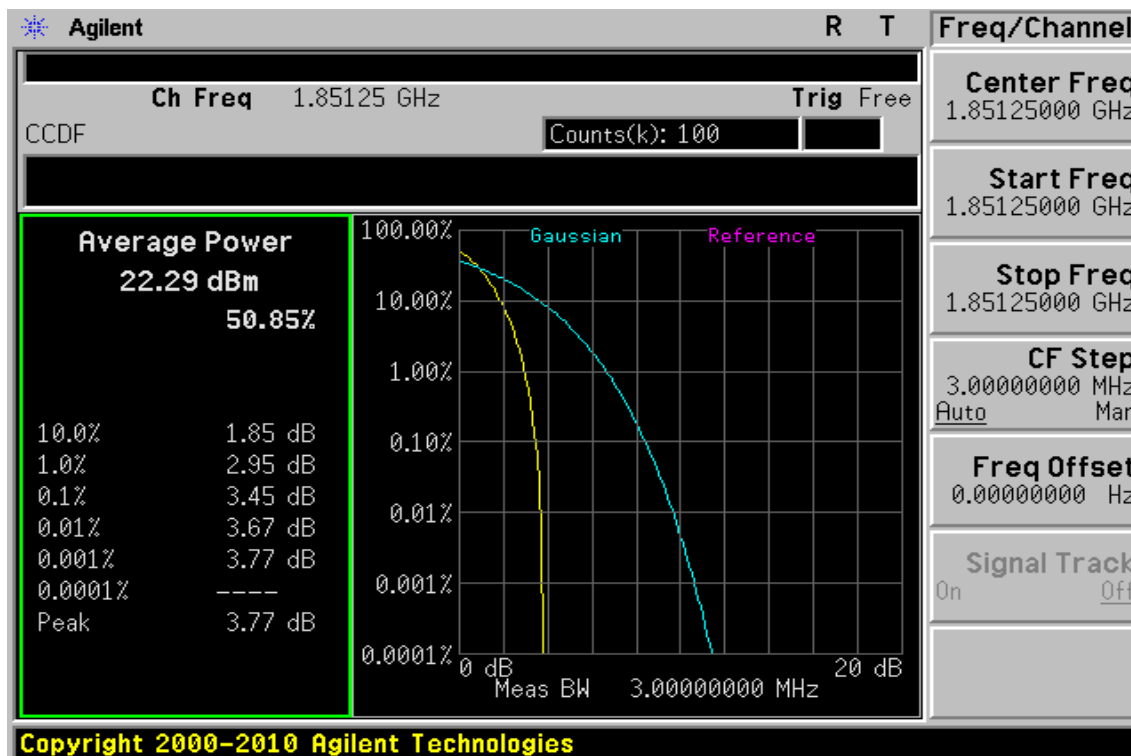 Agilent R T
Ch Freq 1.85125 GHz Trig Free
CCDF Counts(k): 100
Average Power
22.29 dBm
50.85%
10.0% 1.85 dB
1.0% 2.95 dB
0.1% 3.45 dB
0.01% 3.67 dB
0.001% 3.77 dB
0.0001% ----
Peak 3.77 dB
Gaussian Reference
100.00%
10.00%
1.00%
0.10%
0.01%
0.001%
0.0001%
0 dB 20 dB
Meas BW 3.00000000 MHz
Freq/Channel
Center Freq
1.85125000 GHz
Start Freq
1.85125000 GHz
Stop Freq
1.85125000 GHz
CF Step
3.00000000 MHz
Auto Man
Freq Offset
0.00000000 Hz
Signal Track
On Off
Copyright 2000-2010 Agilent Technologies